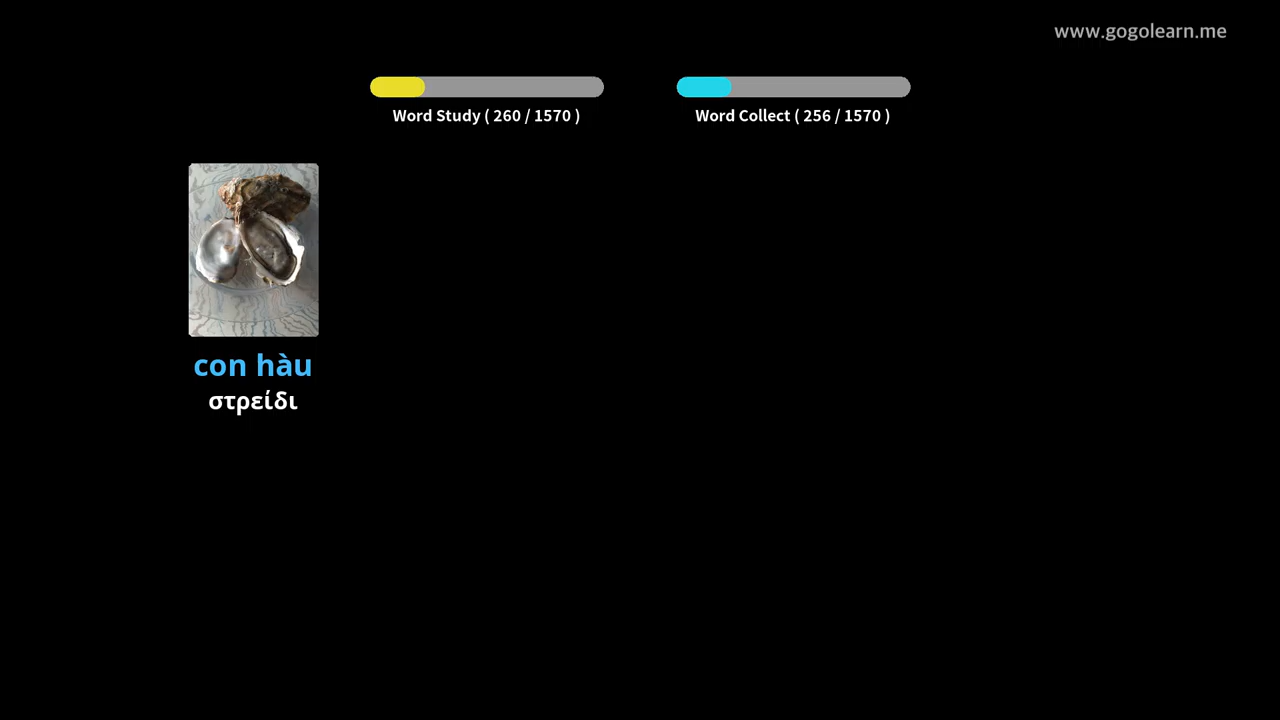 www.gogolearn.me
Word Study ( 260 / 1570 )
Word Collect ( 256 / 1570 )
con hàu
στρείδι